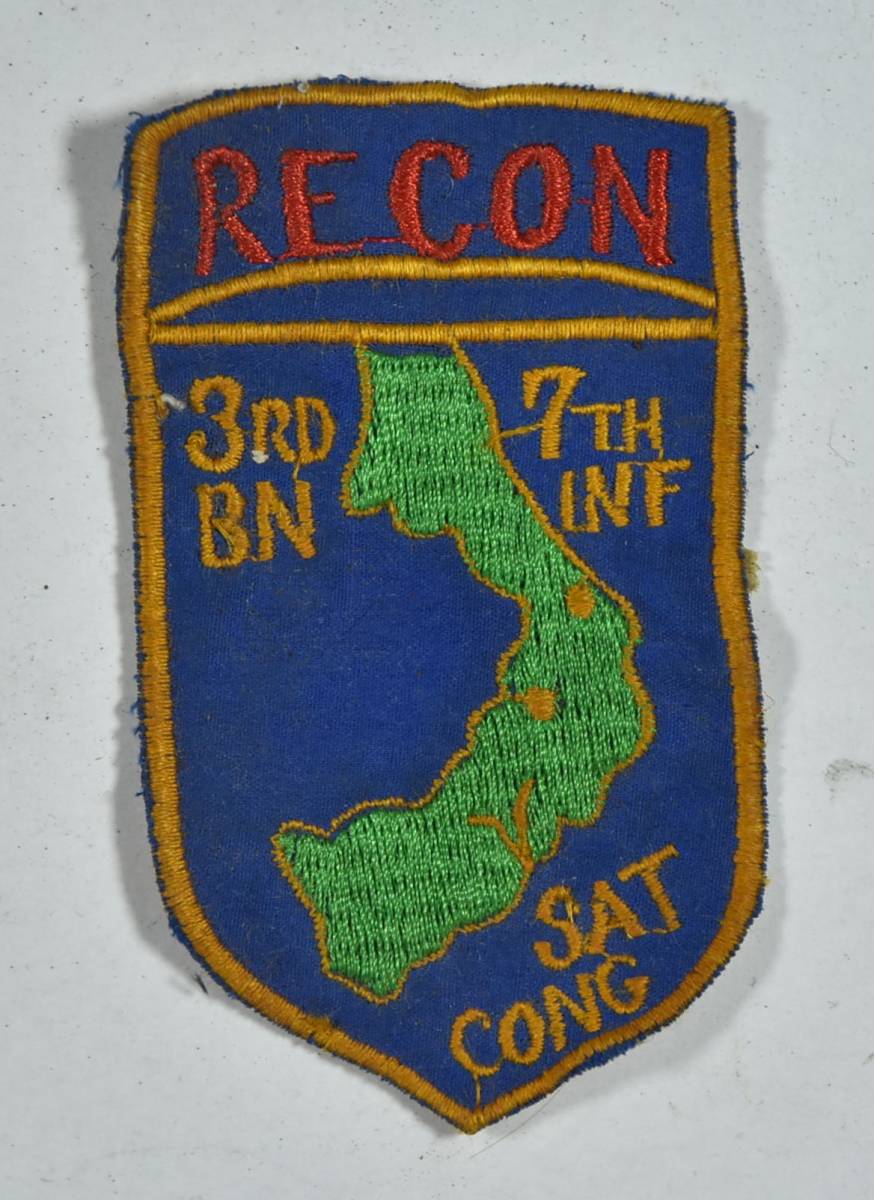 RECON
3RD
BN
7TH
INF
SAT
CONG